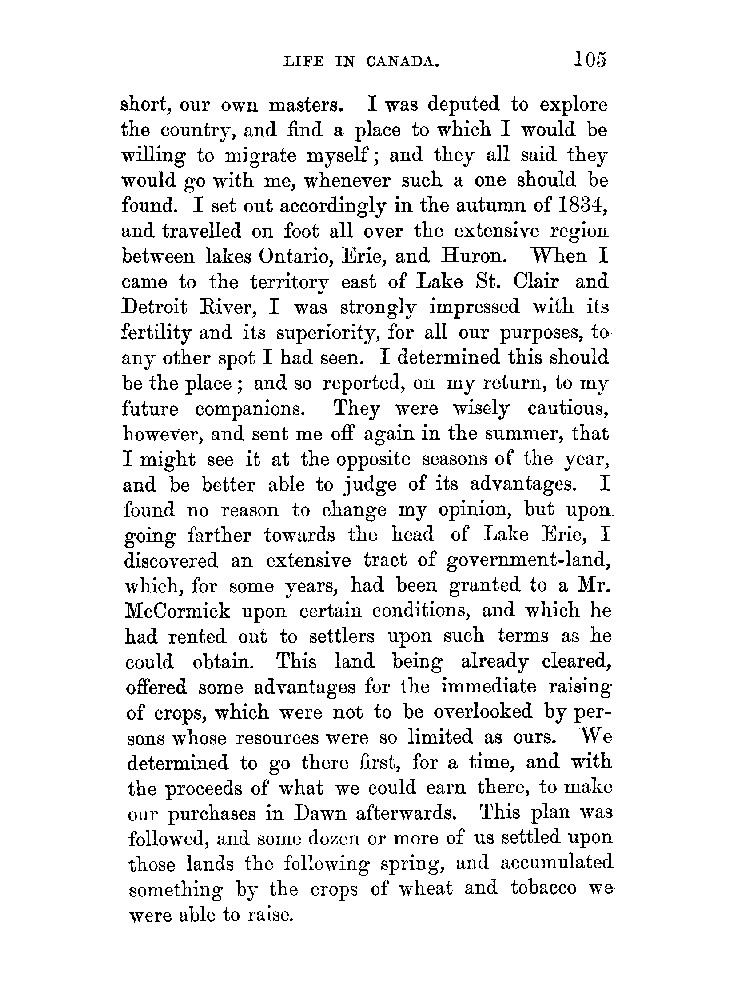 LIFE IN CANADA. 105
short, our own masters. I was deputed to explore
the country, and find a place to which I would be
willing to migrate myself; and they all said they
would go with me, whenever such a one should be
found. I set out accordingly in the autumn of 1834,
and travelled on foot all over the extensive region
between lakes Ontario, Erie, and Huron. When I
came to the territory east of Lake St. Clair and
Detroit River, I was strongly impressed with its
fertility and its superiority, for all our purposes, to
any other spot I had seen. I determined this should
be the place; and so reported, on my return, to my
future companions. They were wisely cautious,
however, and sent me off again in the summer, that
I might see it at the opposite seasons of the year,
and be better able to judge of its advantages. I
found no reason to change my opinion, but upon
going farther towards the head of Lake Erie, I
discovered an extensive tract of government-land,
which, for some years, had been granted to a Mr.
McCormick upon certain conditions, and which he
had rented out to settlers upon such terms as he
could obtain. This land being already cleared,
offered some advantages for the immediate raising
of crops, which were not to be overlooked by per-
sons whose resources were so limited as ours. We
determined to go there first, for a time, and with
the proceeds of what we could earn there, to make
our purchases in Dawn afterwards. This plan was
followed, and some dozen or more of us settled upon
those lands the following spring, and accumulated
something by the crops of wheat and tobacco we
were able to raise.